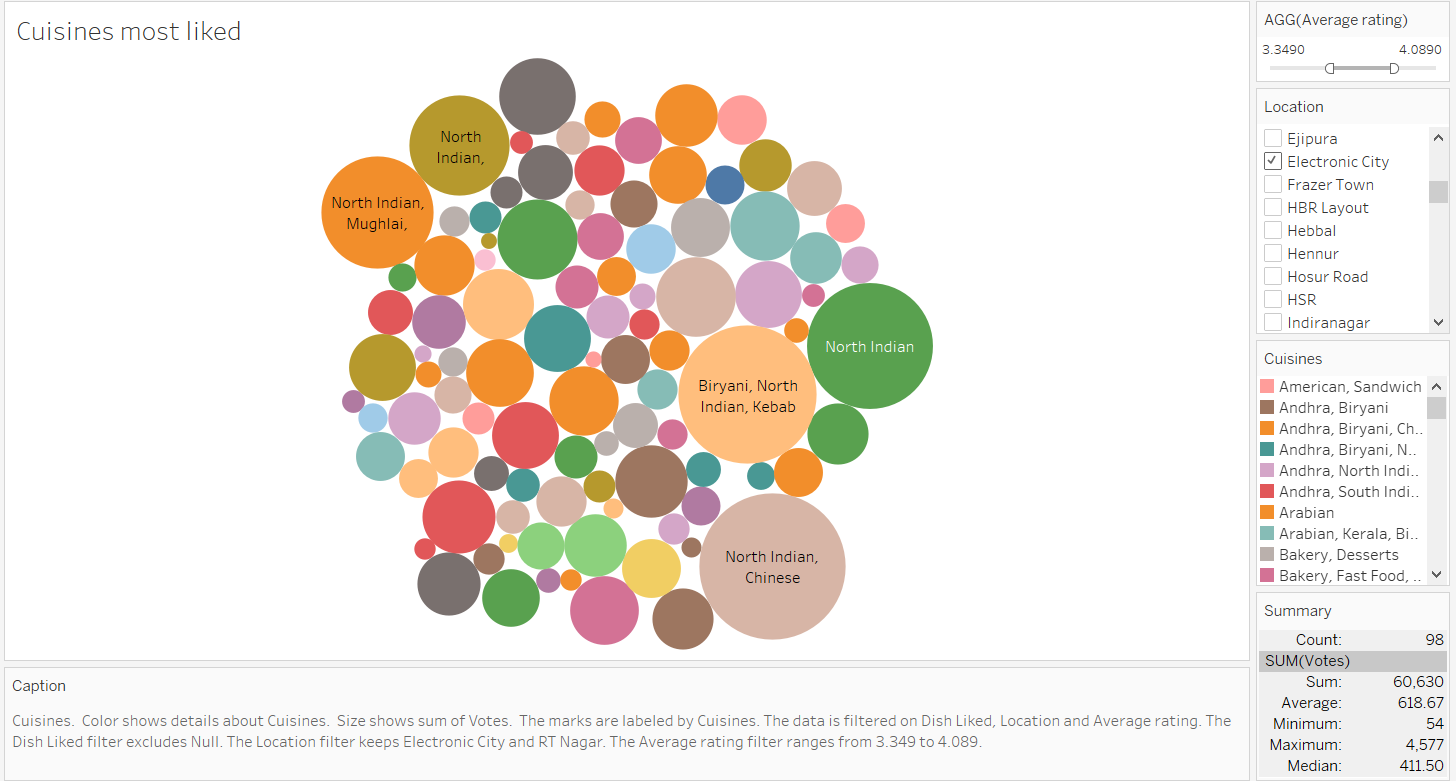 Cuisines most liked
North
Indian,
North Indian,
Mughlai,
North Indian
Biryani, North
Indian, Kebab
North Indian,
Chinese
Caption
Cuisines.  Color shows details about Cuisines.  Size shows sum of Votes.  The marks are labeled by Cuisines. The data is filtered on Dish Liked, Location and Average rating. The
Dish Liked filter excludes Null. The Location filter keeps Electronic City and RT Nagar. The Average rating filter ranges from 3.349 to 4.089.
AGG(Average rating)
3.3490 4.0890
Location
Ejipura
Electronic City
Frazer Town
HBR Layout
Hebbal
Hennur
Hosur Road
HSR
Indiranagar
Cuisines
American, Sandwich
Andhra, Biryani
Andhra, Biryani, Ch..
Andhra, Biryani, N..
Andhra, North Indi..
Andhra, South Indi..
Arabian
Arabian, Kerala, Bi..
Bakery, Desserts
Bakery, Fast Food, ..
Summary
Count: 98
SUM(Votes)
Sum: 60,630
Average: 618.67
Minimum: 54
Maximum: 4,577
Median: 411.50